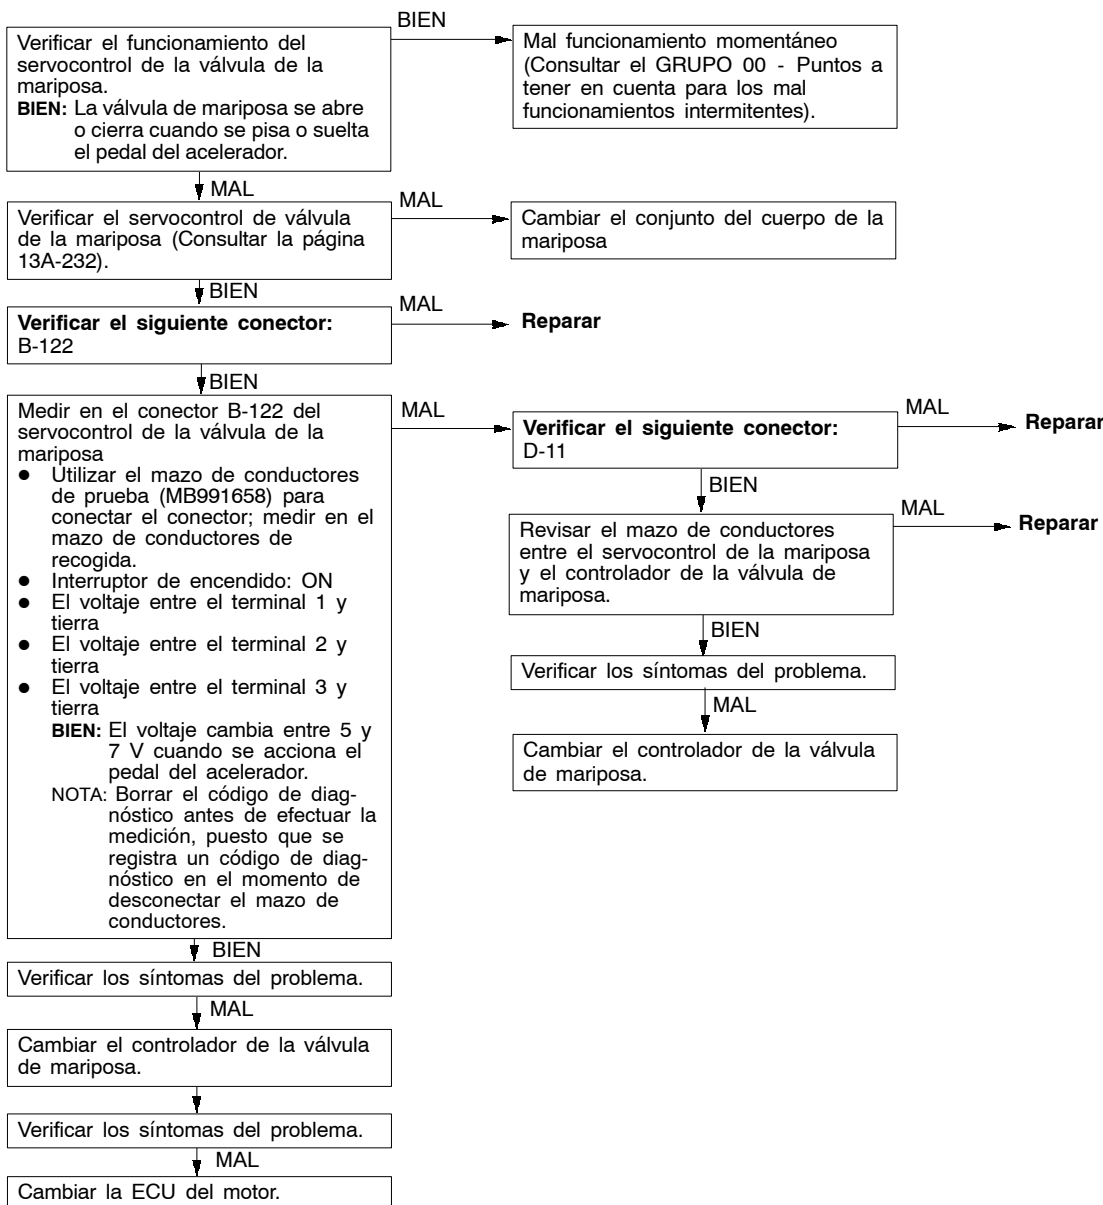 Verificar el funcionamiento del
servocontrol de la válvula de la
mariposa.
BIEN: La válvula de mariposa se abre
o cierra cuando se pisa o suelta
el pedal del acelerador.
BIEN
Mal funcionamiento momentáneo
(Consultar el GRUPO 00 - Puntos a
tener en cuenta para los mal
funcionamientos intermitentes).
MAL
Verificar el servocontrol de válvula
de la mariposa (Consultar la página
13A-232).
MAL
Cambiar el conjunto del cuerpo de la
mariposa
BIEN
Verificar el siguiente conector:
B-122
MAL
Reparar
BIEN
Medir en el conector B-122 del
servocontrol de la válvula de la
mariposa
● Utilizar el mazo de conductores
de prueba (MB991658) para
conectar el conector; medir en el
mazo de conductores de
recogida.
● Interruptor de encendido: ON
● El voltaje entre el terminal 1 y
tierra
● El voltaje entre el terminal 2 y
tierra
● El voltaje entre el terminal 3 y
tierra
BIEN: El voltaje cambia entre 5 y
7 V cuando se acciona el
pedal del acelerador.
NOTA: Borrar el código de diag-
nóstico antes de efectuar la
medición, puesto que se
registra un código de diag-
nóstico en el momento de
desconectar el mazo de
conductores.
MAL
Verificar el siguiente conector:
D-11
MAL
Reparar
BIEN
Revisar el mazo de conductores
entre el servocontrol de la mariposa
y el controlador de la válvula de
mariposa.
MAL
Reparar
BIEN
Verificar los síntomas del problema.
MAL
Cambiar el controlador de la válvula
de mariposa.
BIEN
Verificar los síntomas del problema.
MAL
Cambiar el controlador de la válvula
de mariposa.
Verificar los síntomas del problema.
MAL
Cambiar la ECU del motor.